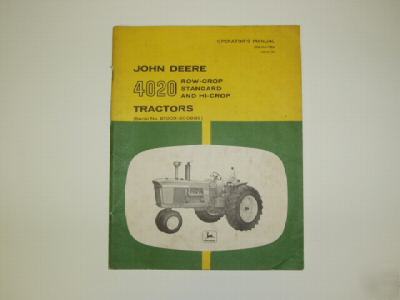 OPERATOR'S MANUAL
JOHN DEERE
4020 ROW-CROP
STANDARD
AND HI-CROP
TRACTORS